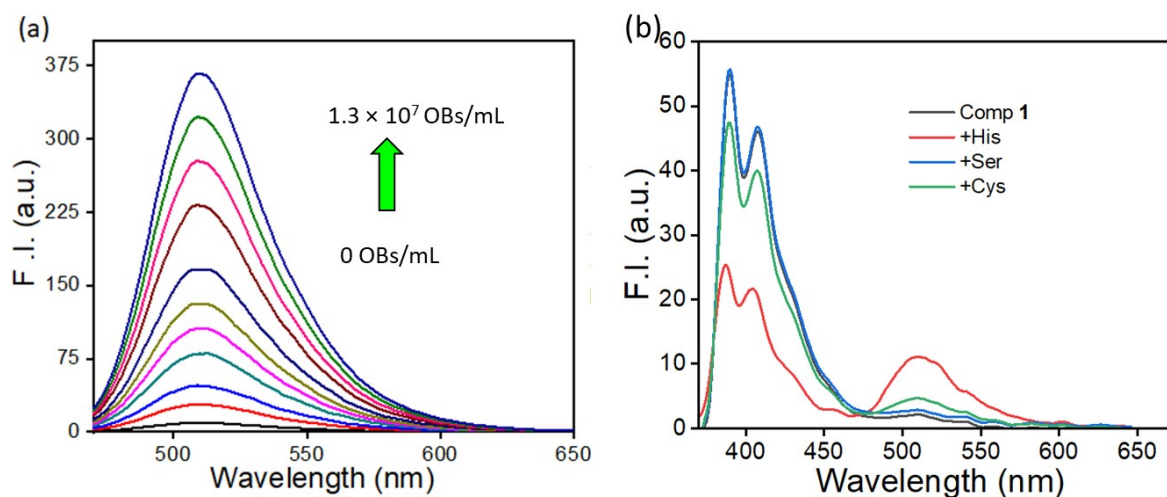 (a)
375
300
225
150
75
0
F .I. (a.u.)
1.3 × 10⁷ OBs/mL
0 OBs/mL
500
550
600
650
Wavelength (nm)
(b)
60
50
40
30
20
10
0
F.I. (a.u.)
Comp 1
+His
+Ser
+Cys
400
450
500
550
600
650
Wavelength (nm)